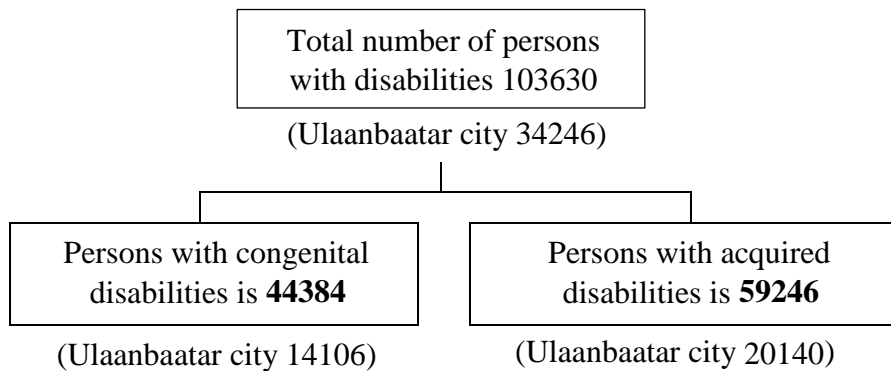 Total number of persons
with disabilities 103630
(Ulaanbaatar city 34246)
Persons with congenital
disabilities is 44384
(Ulaanbaatar city 14106)
Persons with acquired
disabilities is 59246
(Ulaanbaatar city 20140)